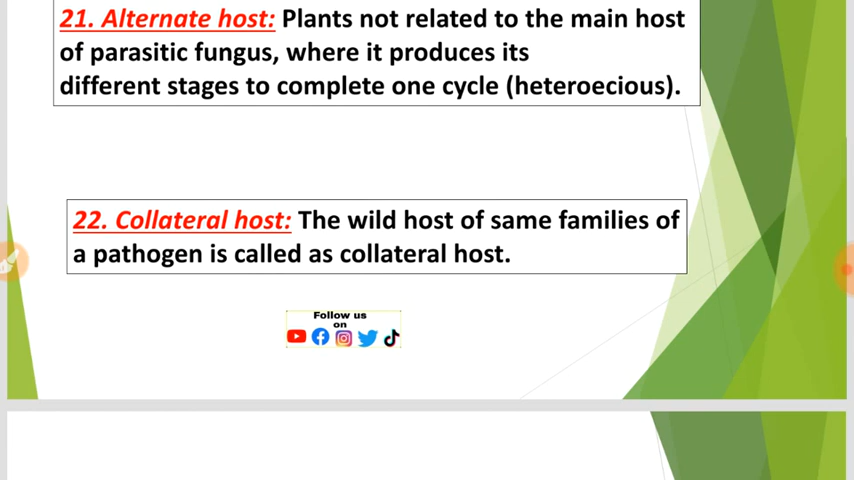 21. Alternate host: Plants not related to the main host
of parasitic fungus, where it produces its
different stages to complete one cycle (heteroecious).
22. Collateral host: The wild host of same families of
a pathogen is called as collateral host.
Follow us
on